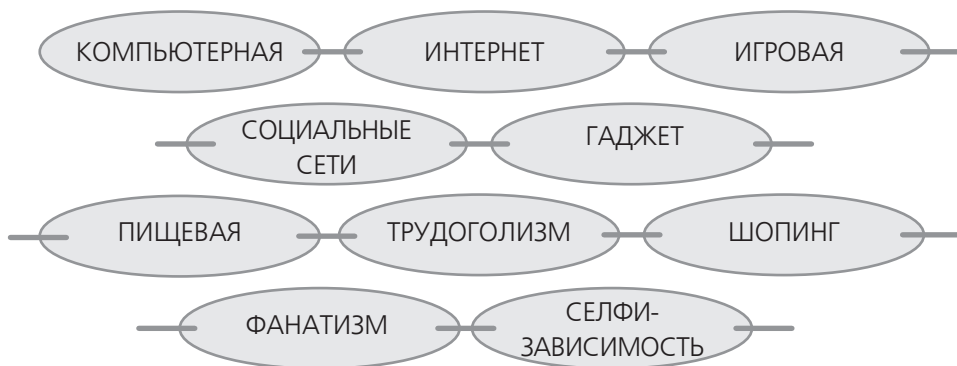 КОМПЬЮТЕРНАЯ ИНТЕРНЕТ ИГРОВАЯ
СОЦИАЛЬНЫЕ
СЕТИ
ГАДЖЕТ
ПИЩЕВАЯ ТРУДОГОЛИЗМ ШОПИНГ
ФАНАТИЗМ
СЕЛФИ-
ЗАВИСИМОСТЬ